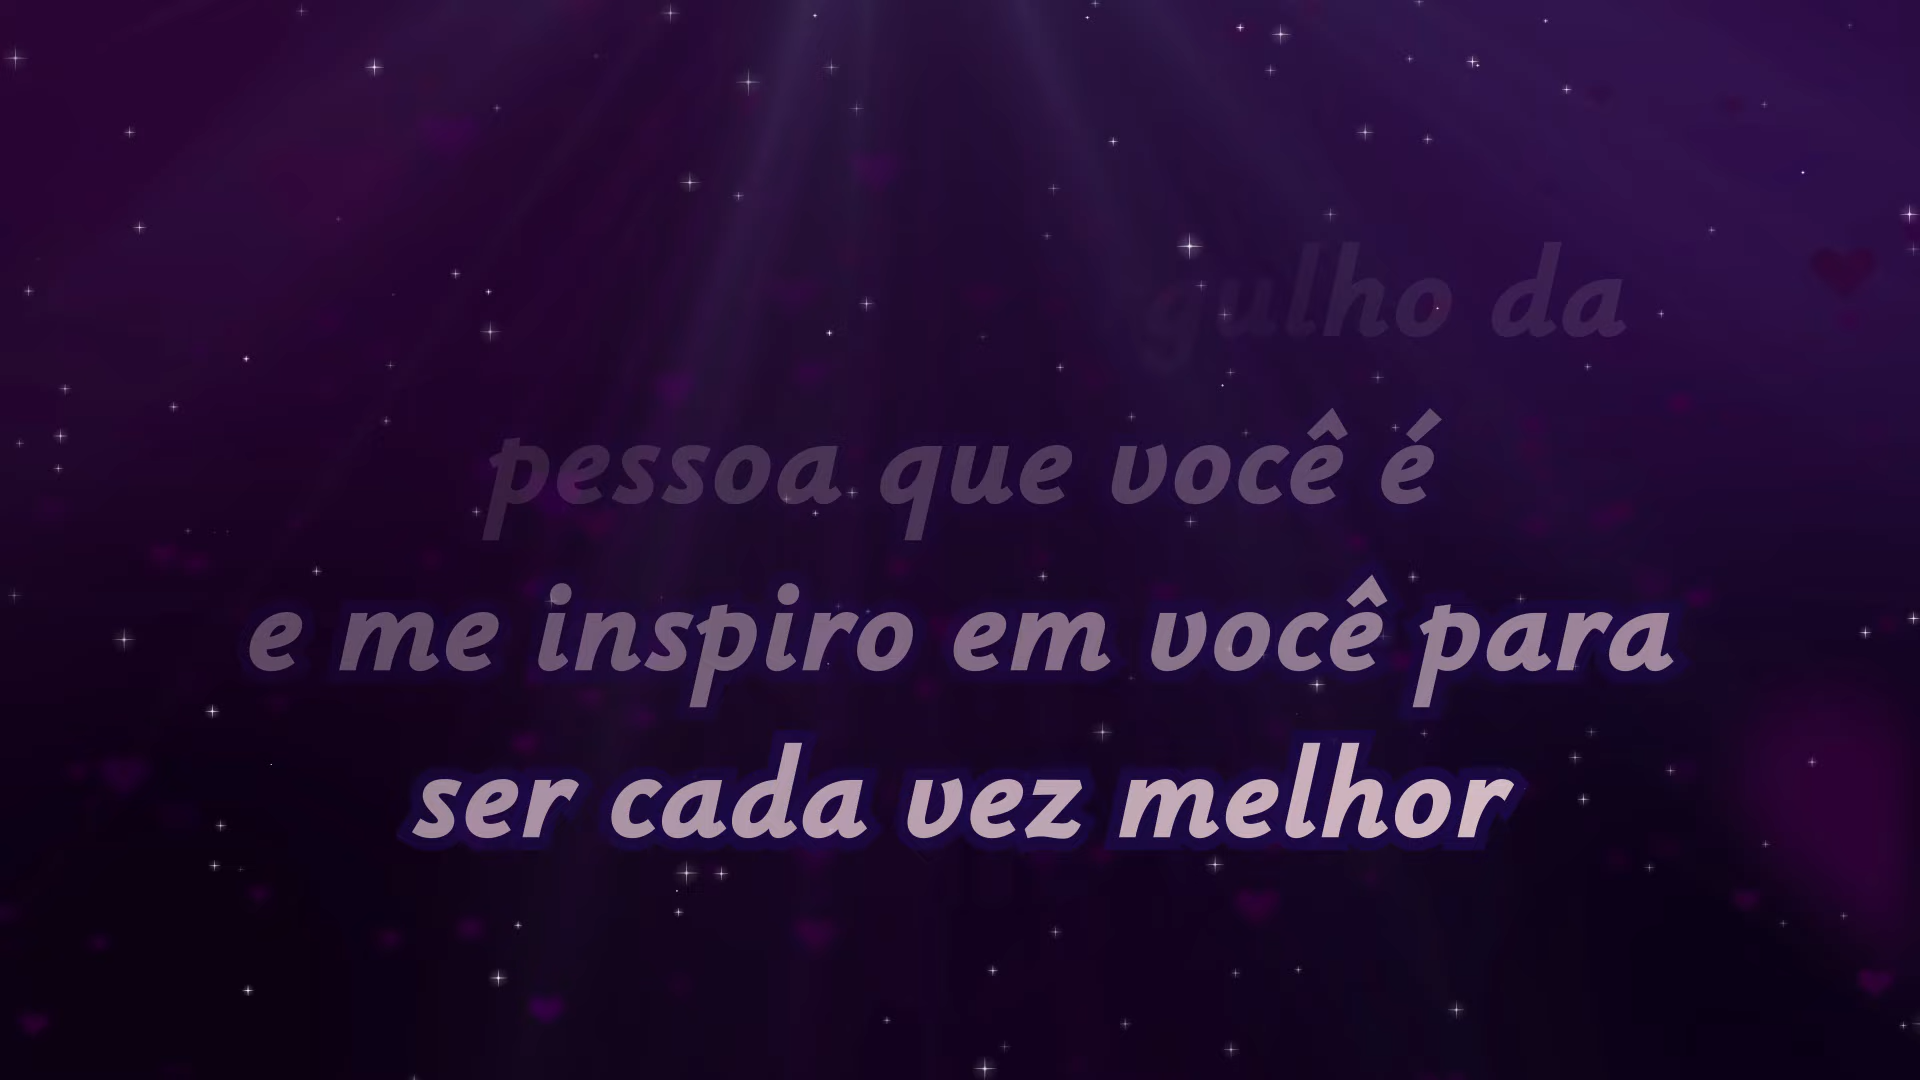 gulho da
pessoa que você é
e me inspiro em você para
ser cada vez melhor